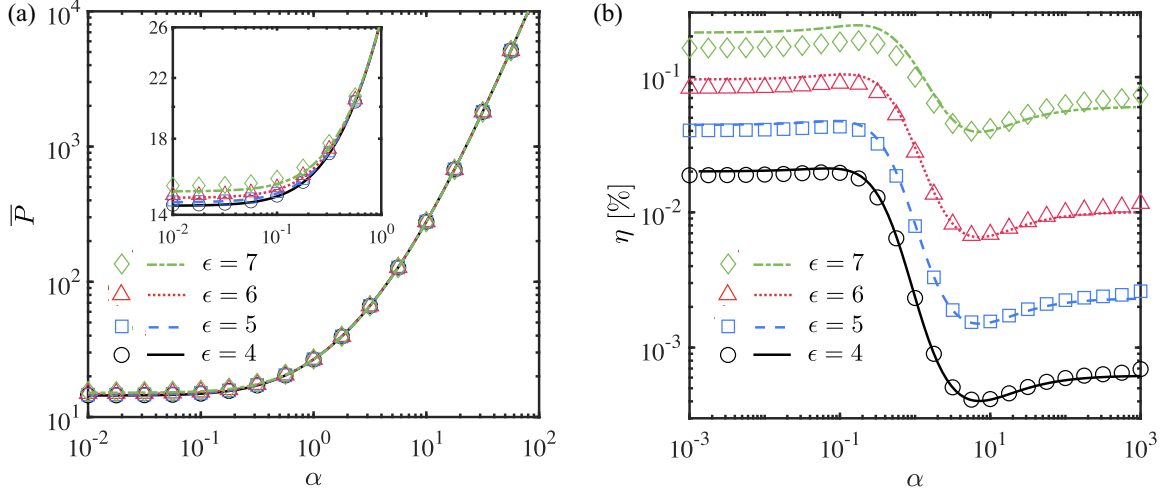 (a)
10^4
10^3
10^2
10^1
P̅
26
22
18
14
10^-2
10^-1
10^0
ϵ = 7
ϵ = 6
ϵ = 5
ϵ = 4
10^-2
10^-1
10^0
10^1
10^2
α
(b)
10^-1
10^-2
10^-3
η [%]
ϵ = 7
ϵ = 6
ϵ = 5
ϵ = 4
10^-3
10^-1
10^1
10^3
α